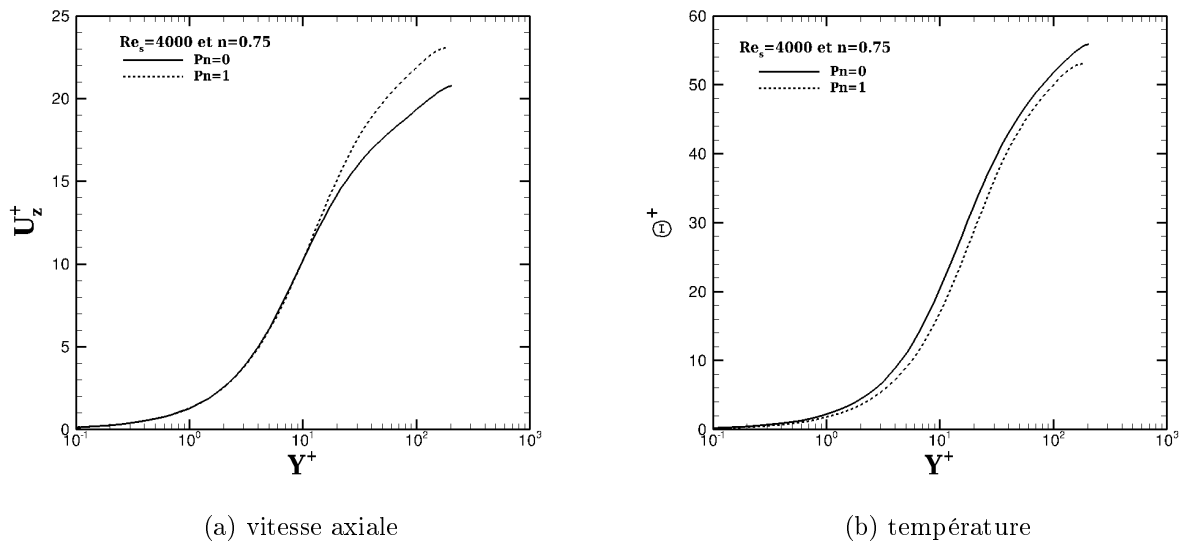 25
20
15
10
5
0
U_z^+
Re_s=4000 et n=0.75
Pn=0
Pn=1
10^-1
10^0
10^1
10^2
10^3
Y^+
(a) vitesse axiale
60
50
40
30
20
10
0
Θ^+
Re_s=4000 et n=0.75
Pn=0
Pn=1
10^-1
10^0
10^1
10^2
10^3
Y^+
(b) température